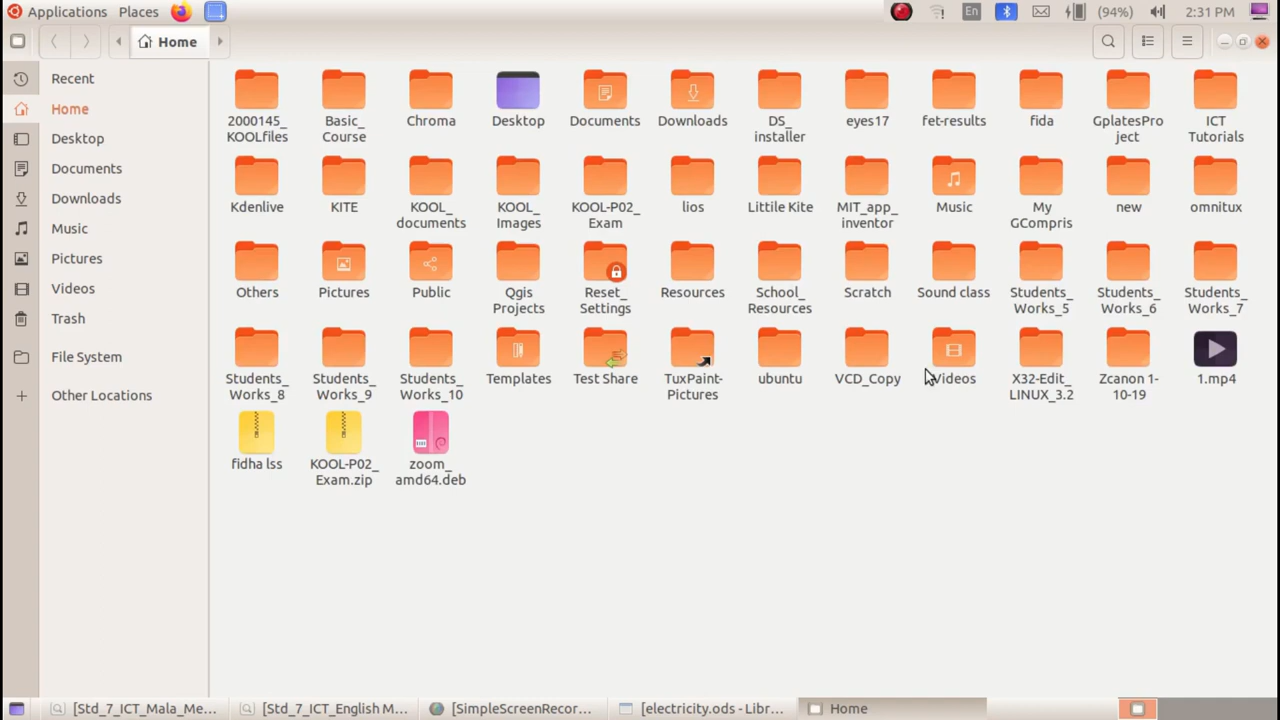 Applications Places En (94%) 2:31 PM
Home
Recent
Home
Desktop
Documents
Downloads
Music
Pictures
Videos
Trash
File System
Other Locations
2000145_
KOOLfiles
Basic_
Course
Chroma
Desktop
Documents
Downloads
DS_
installer
eyes17
fet-results
fida
GplatesPro
ject
ICT
Tutorials
Kdenlive
KITE
KOOL_
documents
KOOL_
Images
KOOL-P02_
Exam
lios
Littile Kite
MIT_app_
inventor
Music
My
GCompris
new
omnitux
Others
Pictures
Public
Qgis
Projects
Reset_
Settings
Resources
School_
Resources
Scratch
Sound class
Students_
Works_5
Students_
Works_6
Students_
Works_7
Students_
Works_8
Students_
Works_9
Students_
Works_10
Templates
Test Share
TuxPaint-
Pictures
ubuntu
VCD_Copy
Videos
X32-Edit_
LINUX_3.2
Zcanon 1-
10-19
1.mp4
fidha lss
KOOL-P02_
Exam.zip
zoom_
amd64.deb
[Std_7_ICT_Mala_Me... [Std_7_ICT_English M... [SimpleScreenRecor... [electricity.ods - Libr... Home